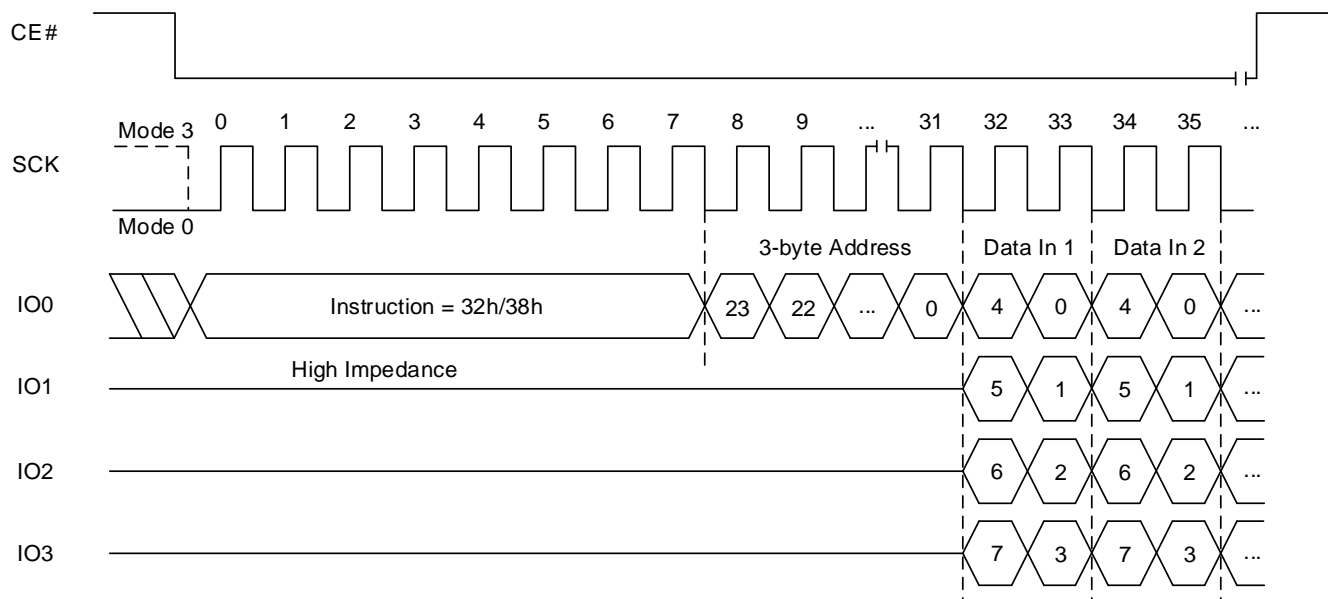 CE#
Mode 3 0 1 2 3 4 5 6 7 8 9 ... 31 32 33 34 35 ...
SCK
Mode 0
3-byte Address Data In 1 Data In 2
IO0 Instruction = 32h/38h 23 22 ... 0 4 0 4 0 ...
High Impedance
IO1 5 1 5 1 ...
IO2 6 2 6 2 ...
IO3 7 3 7 3 ...